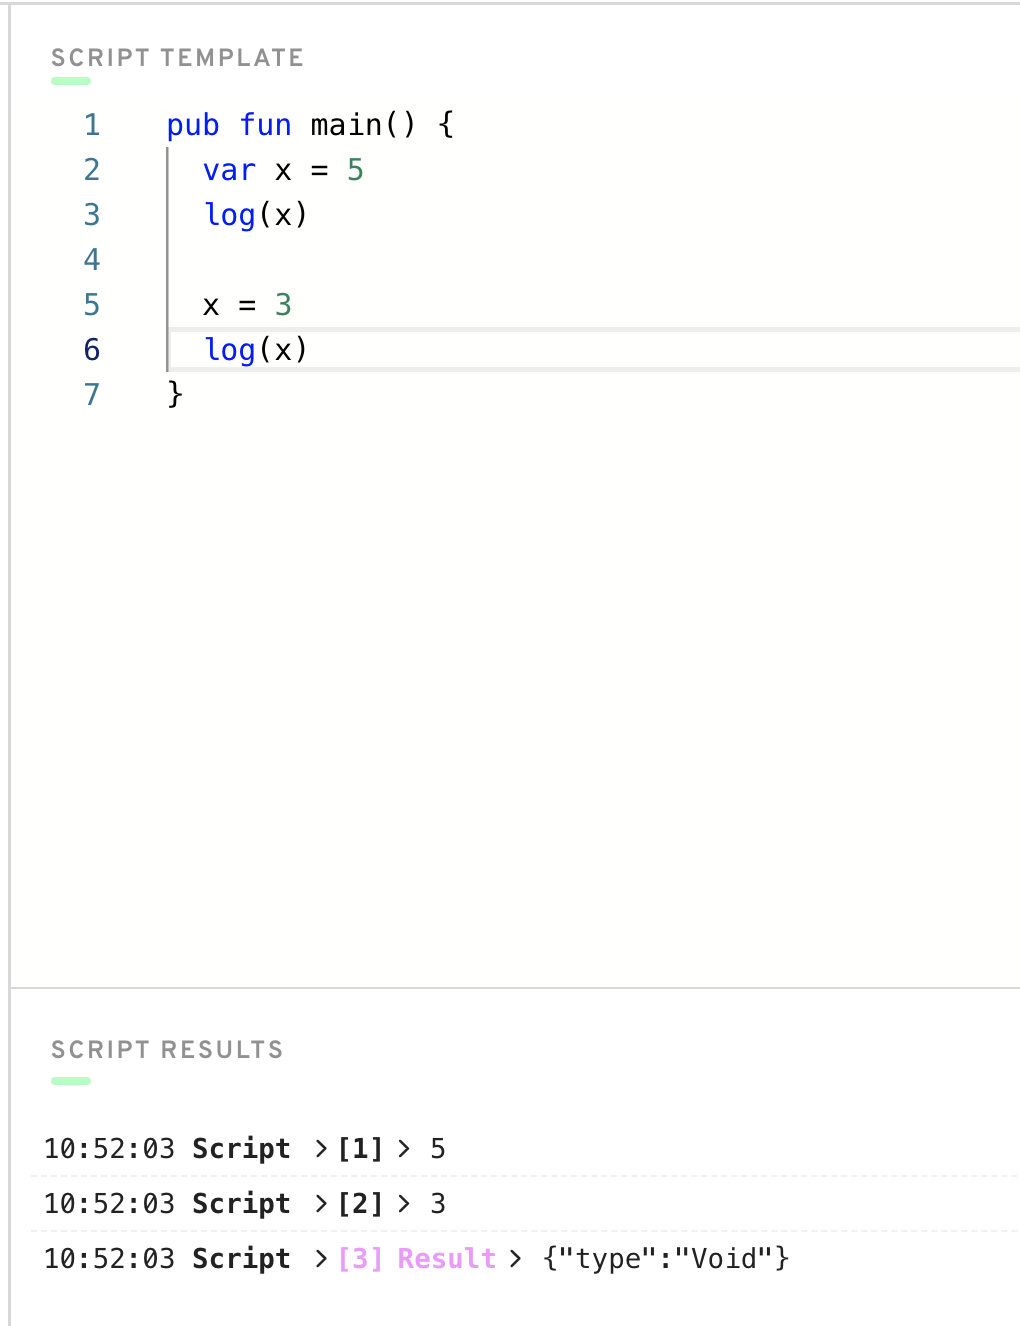 SCRIPT TEMPLATE
1 pub fun main() {
2 var x = 5
3 log(x)
4
5 x = 3
6 log(x)
7 }
SCRIPT RESULTS
10:52:03 Script >[1]> 5
10:52:03 Script >[2]> 3
10:52:03 Script >[3] Result > {"type":"Void"}